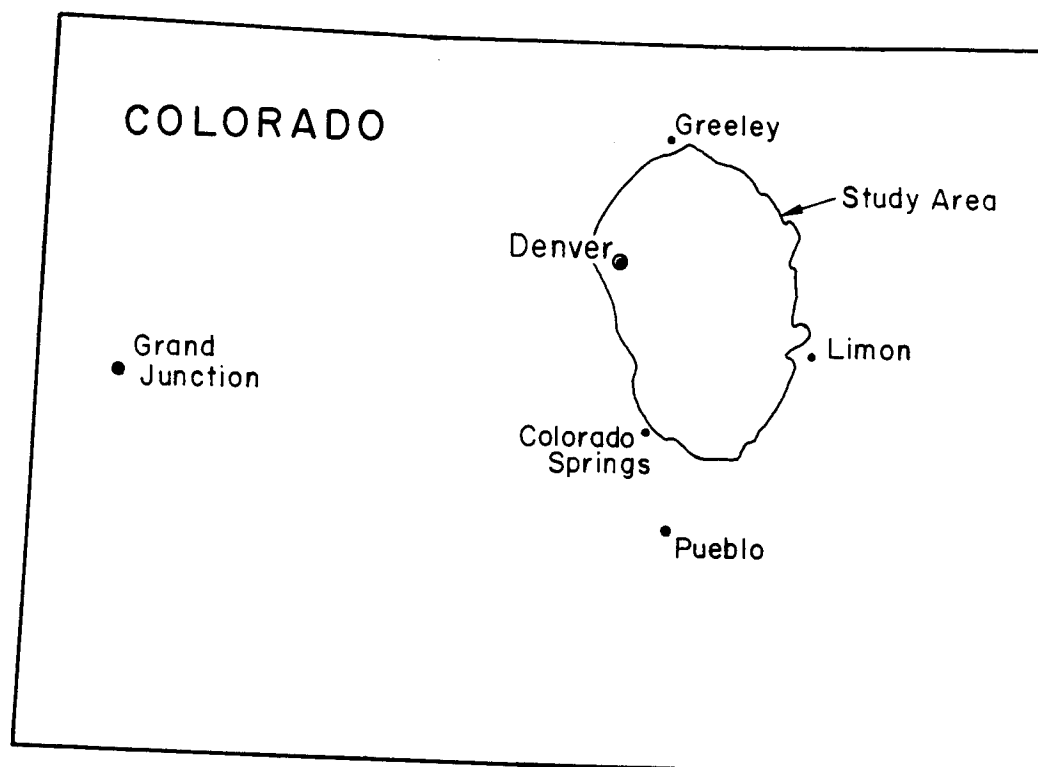 COLORADO
Greeley
Study Area
Denver
Grand
Junction
Limon
Colorado
Springs
Pueblo